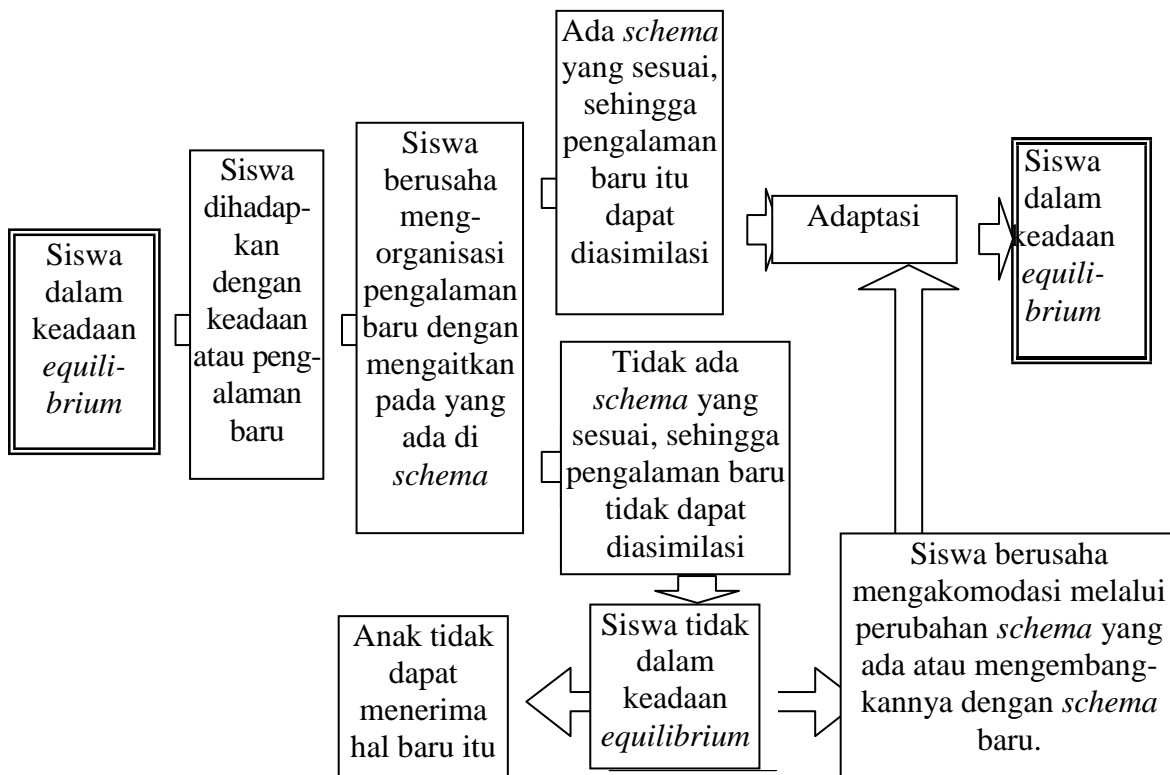 Siswa
dalam
keadaan
equili-
brium
Siswa
dihadap-
kan
dengan
keadaan
atau peng-
alaman
baru
Siswa
berusaha
meng-
organisasi
pengalaman
baru dengan
mengaitkan
pada yang
ada di
schema
Ada schema
yang sesuai,
sehingga
pengalaman
baru itu
dapat
diasimilasi
Adaptasi
Siswa
dalam
keadaan
equili-
brium
Tidak ada
schema yang
sesuai, sehingga
pengalaman baru
tidak dapat
diasimilasi
Anak tidak
dapat
menerima
hal baru itu
Siswa tidak
dalam
keadaan
equilibrium
Siswa berusaha
mengakomodasi melalui
perubahan schema yang
ada atau mengembang-
kannya dengan schema
baru.